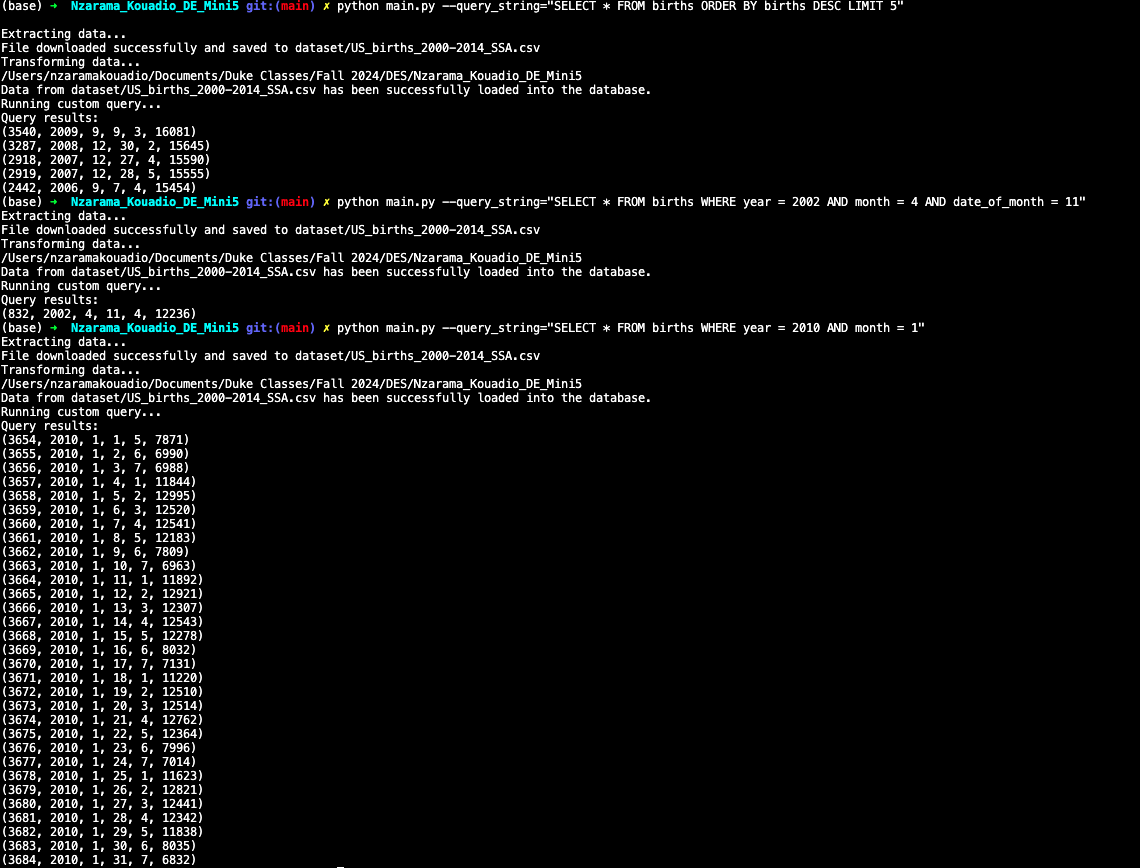 (base) ➜  Nzarama_Kouadio_DE_Mini5 git:(main) ✗ python main.py --query_string="SELECT * FROM births ORDER BY births DESC LIMIT 5"
Extracting data...
File downloaded successfully and saved to dataset/US_births_2000-2014_SSA.csv
Transforming data...
/Users/nzaramakouadio/Documents/Duke Classes/Fall 2024/DES/Nzarama_Kouadio_DE_Mini5
Data from dataset/US_births_2000-2014_SSA.csv has been successfully loaded into the database.
Running custom query...
Query results:
(3540, 2009, 9, 9, 3, 16081)
(3287, 2008, 12, 30, 2, 15645)
(2918, 2007, 12, 27, 4, 15590)
(2919, 2007, 12, 28, 5, 15555)
(2442, 2006, 9, 7, 4, 15454)
(base) ➜  Nzarama_Kouadio_DE_Mini5 git:(main) ✗ python main.py --query_string="SELECT * FROM births WHERE year = 2002 AND month = 4 AND date_of_month = 11"
Extracting data...
File downloaded successfully and saved to dataset/US_births_2000-2014_SSA.csv
Transforming data...
/Users/nzaramakouadio/Documents/Duke Classes/Fall 2024/DES/Nzarama_Kouadio_DE_Mini5
Data from dataset/US_births_2000-2014_SSA.csv has been successfully loaded into the database.
Running custom query...
Query results:
(832, 2002, 4, 11, 4, 12236)
(base) ➜  Nzarama_Kouadio_DE_Mini5 git:(main) ✗ python main.py --query_string="SELECT * FROM births WHERE year = 2010 AND month = 1"
Extracting data...
File downloaded successfully and saved to dataset/US_births_2000-2014_SSA.csv
Transforming data...
/Users/nzaramakouadio/Documents/Duke Classes/Fall 2024/DES/Nzarama_Kouadio_DE_Mini5
Data from dataset/US_births_2000-2014_SSA.csv has been successfully loaded into the database.
Running custom query...
Query results:
(3654, 2010, 1, 1, 5, 7871)
(3655, 2010, 1, 2, 6, 6990)
(3656, 2010, 1, 3, 7, 6988)
(3657, 2010, 1, 4, 1, 11844)
(3658, 2010, 1, 5, 2, 12995)
(3659, 2010, 1, 6, 3, 12520)
(3660, 2010, 1, 7, 4, 12541)
(3661, 2010, 1, 8, 5, 12183)
(3662, 2010, 1, 9, 6, 7809)
(3663, 2010, 1, 10, 7, 6963)
(3664, 2010, 1, 11, 1, 11892)
(3665, 2010, 1, 12, 2, 12921)
(3666, 2010, 1, 13, 3, 12307)
(3667, 2010, 1, 14, 4, 12543)
(3668, 2010, 1, 15, 5, 12278)
(3669, 2010, 1, 16, 6, 8032)
(3670, 2010, 1, 17, 7, 7131)
(3671, 2010, 1, 18, 1, 11220)
(3672, 2010, 1, 19, 2, 12510)
(3673, 2010, 1, 20, 3, 12514)
(3674, 2010, 1, 21, 4, 12762)
(3675, 2010, 1, 22, 5, 12364)
(3676, 2010, 1, 23, 6, 7996)
(3677, 2010, 1, 24, 7, 7014)
(3678, 2010, 1, 25, 1, 11623)
(3679, 2010, 1, 26, 2, 12821)
(3680, 2010, 1, 27, 3, 12441)
(3681, 2010, 1, 28, 4, 12342)
(3682, 2010, 1, 29, 5, 11838)
(3683, 2010, 1, 30, 6, 8035)
(3684, 2010, 1, 31, 7, 6832)